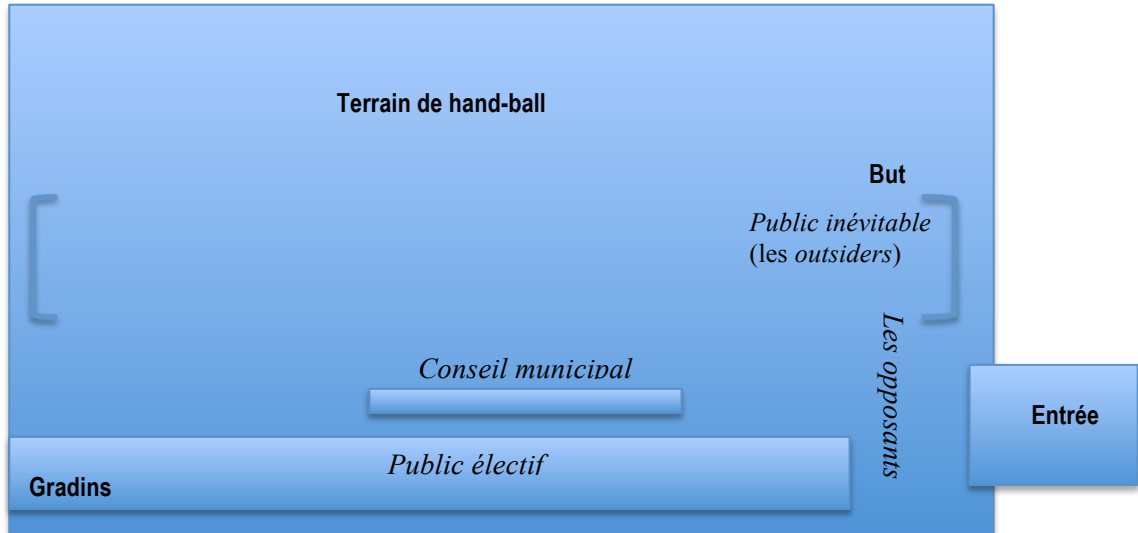 Terrain de hand-ball
But
Public inévitable
(les outsiders)
Les opposants
Conseil municipal
Entrée
Public électif
Gradins